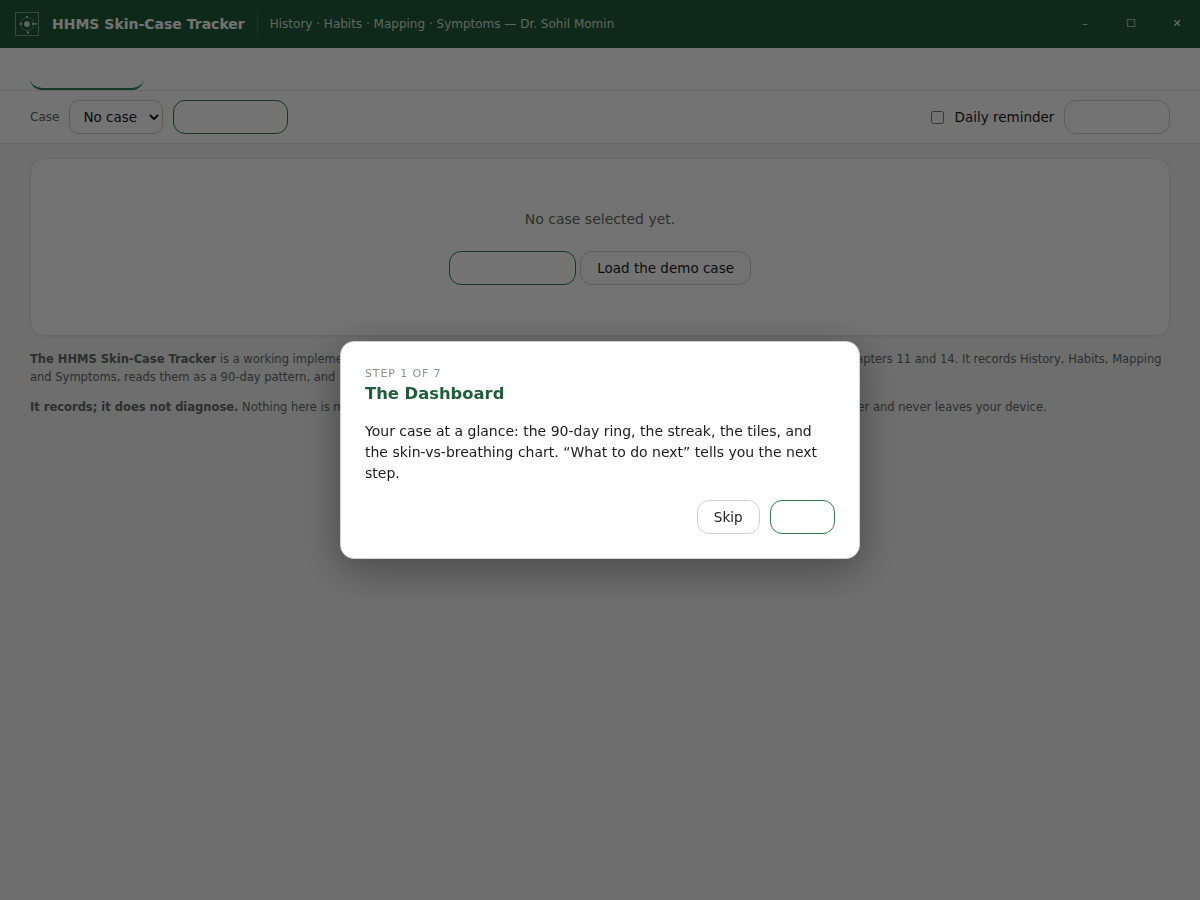 HHMS Skin-Case Tracker
History · Habits · Mapping · Symptoms — Dr. Sohil Momin
Case
No case
Daily reminder
No case selected yet.
Load the demo case
The HHMS Skin-Case Tracker is a working
11 and 14. It records History, Habits, Mapping
and Symptoms, reads them as a 90-day pattern, and
It records; it does not diagnose. Nothing here is
and never leaves your device.
STEP 1 OF 7
The Dashboard
Your case at a glance: the 90-day ring, the streak, the tiles, and
the skin-vs-breathing chart. “What to do next” tells you the next
step.
Skip